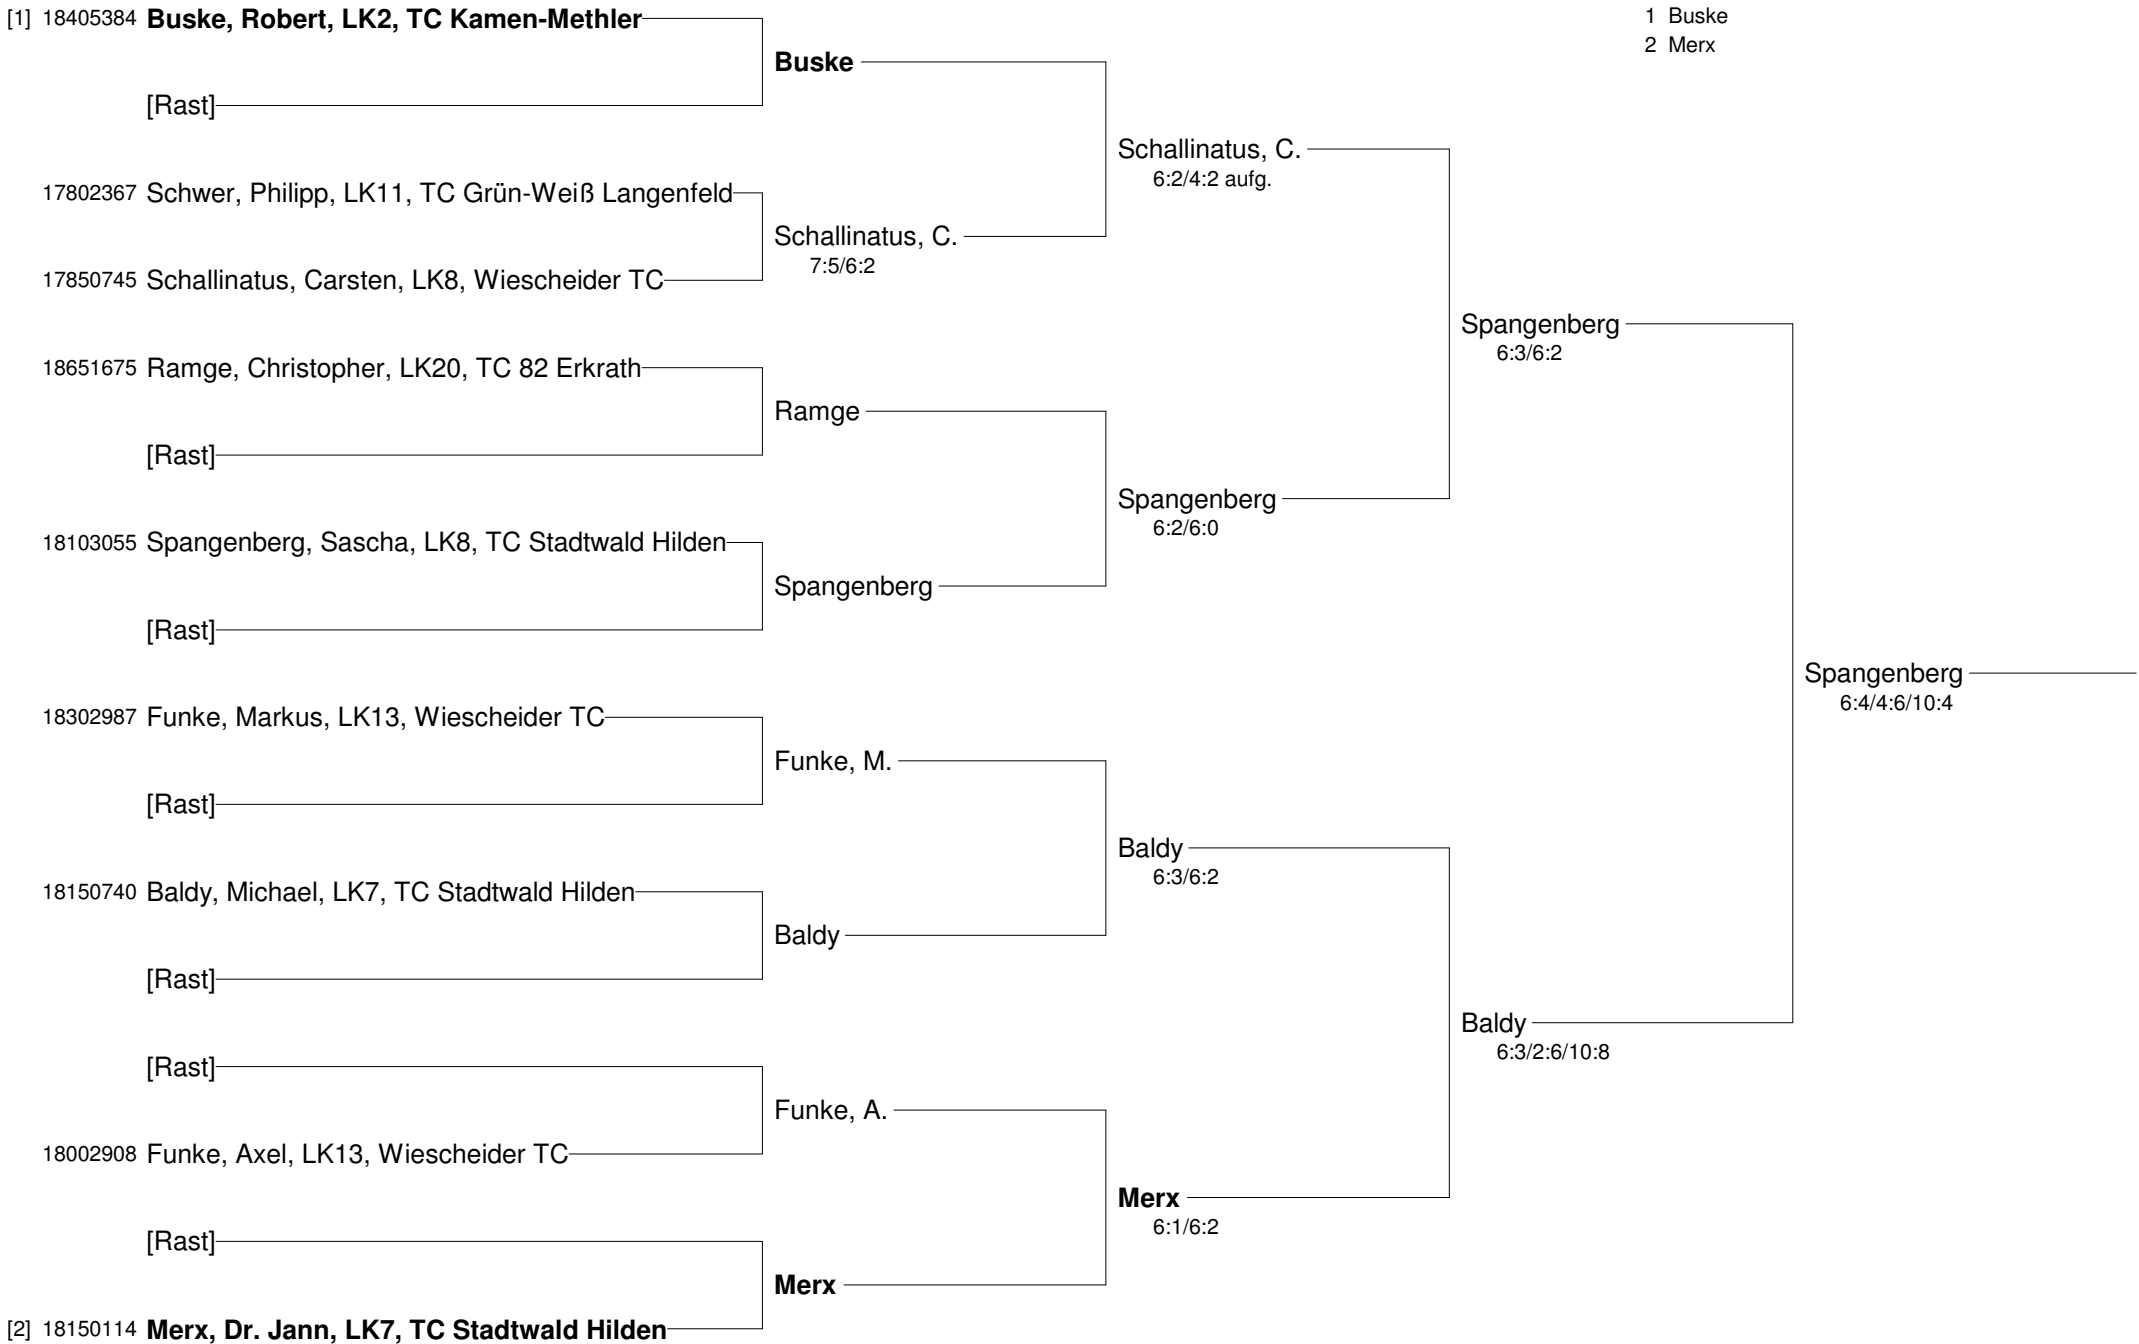 [1] 18405384 Buske, Robert, LK2, TC Kamen-Methler
[Rast]
17802367 Schwer, Philipp, LK11, TC Grün-Weiß Langenfeld
17850745 Schallinatus, Carsten, LK8, Wiescheider TC
18651675 Ramge, Christopher, LK20, TC 82 Erkrath
[Rast]
18103055 Spangenberg, Sascha, LK8, TC Stadtwald Hilden
[Rast]
18302987 Funke, Markus, LK13, Wiescheider TC
[Rast]
18150740 Baldy, Michael, LK7, TC Stadtwald Hilden
[Rast]
[Rast]
18002908 Funke, Axel, LK13, Wiescheider TC
[Rast]
[2] 18150114 Merx, Dr. Jann, LK7, TC Stadtwald Hilden
Buske
Schallinatus, C.
7:5/6:2
Ramge
Spangenberg
Funke, M.
Baldy
Funke, A.
Merx
Schallinatus, C.
6:2/4:2 aufg.
Spangenberg
6:2/6:0
Baldy
6:3/6:2
Merx
6:1/6:2
Spangenberg
6:3/6:2
Baldy
6:3/2:6/10:8
Spangenberg
6:4/4:6/10:4
1 Buske
2 Merx